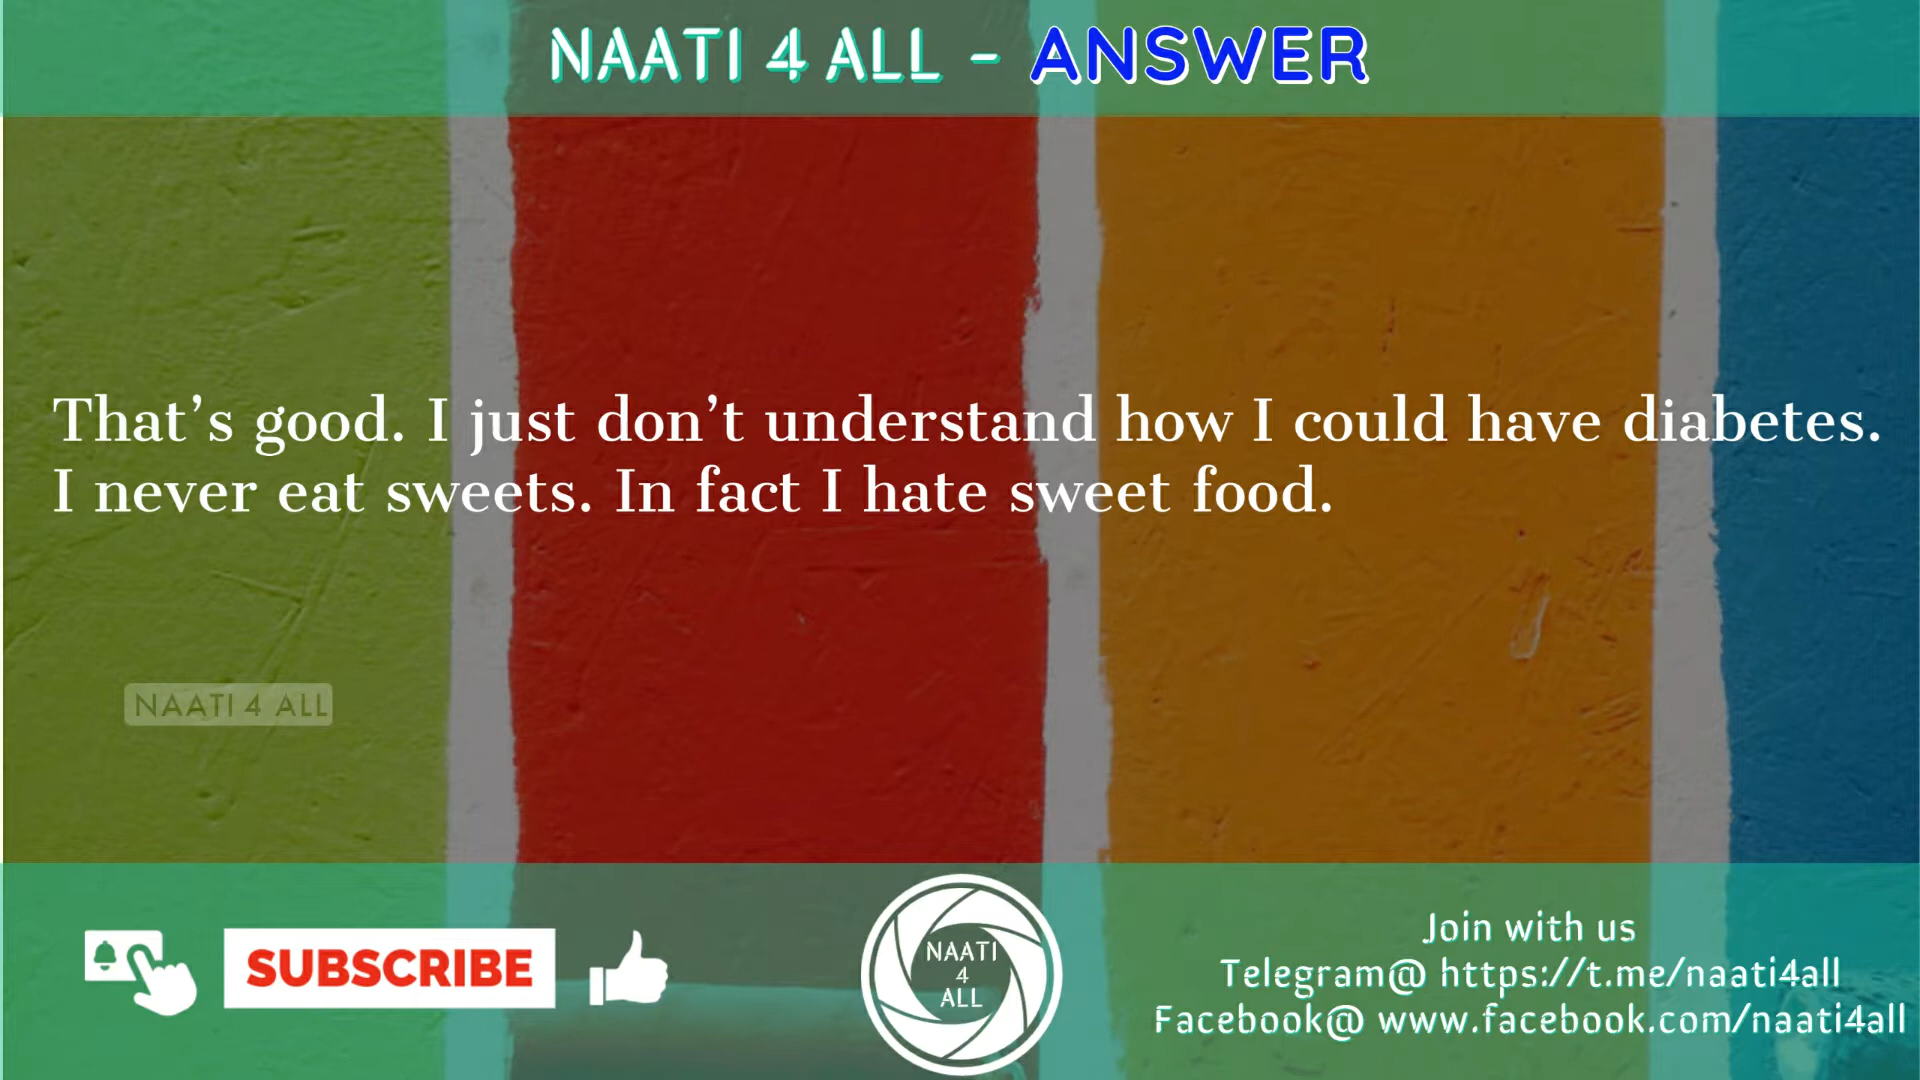 NAATI 4 ALL - ANSWER
That’s good. I just don’t understand how I could have diabetes.
I never eat sweets. In fact I hate sweet food.
NAATI 4 ALL
SUBSCRIBE
NAATI
4
ALL
Join with us
Telegram@ https://t.me/naati4all
Facebook@ www.facebook.com/naati4all